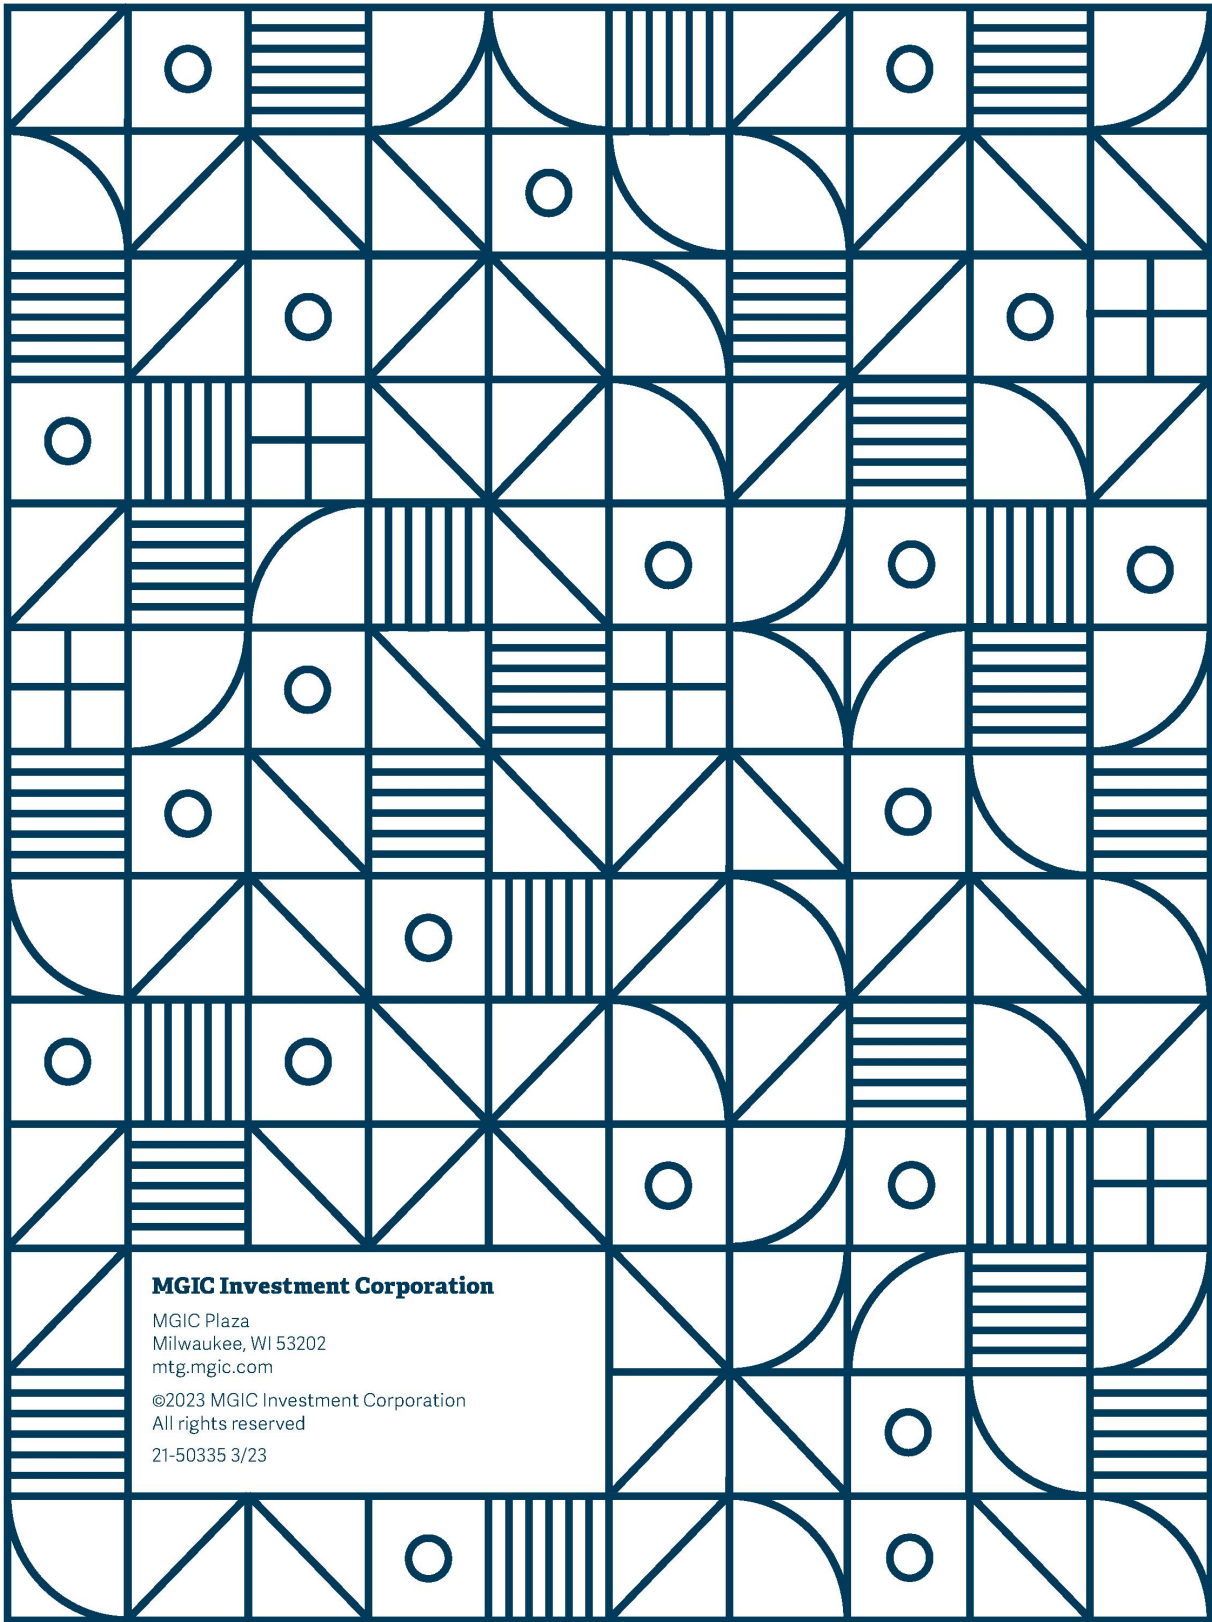 MGIC Investment Corporation
MGIC Plaza
Milwaukee, WI 53202
mtg.mgic.com
©2023 MGIC Investment Corporation
All rights reserved
21-50335 3/23